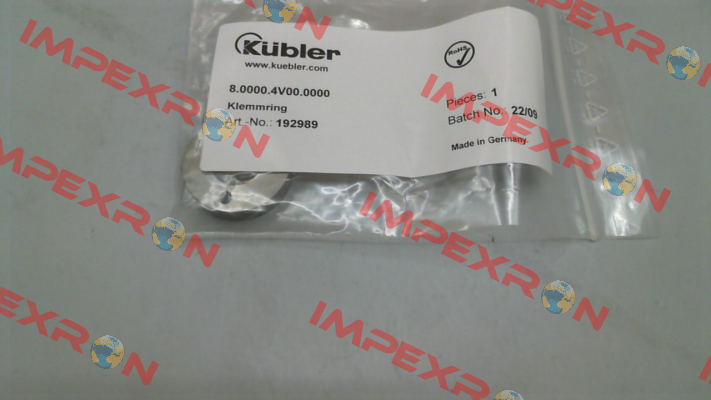 Kübler
www.kuebler.com
RoHS
8.0000.4V00.0000
Klemmring
Art.-No.: 192989
Pieces: 1
Batch No.: 22/09
Made in Germany
IMPEXRON
IMPEXRON
IMPEXRON
IMPEXRON
IMPEXRON
IMPEXRON